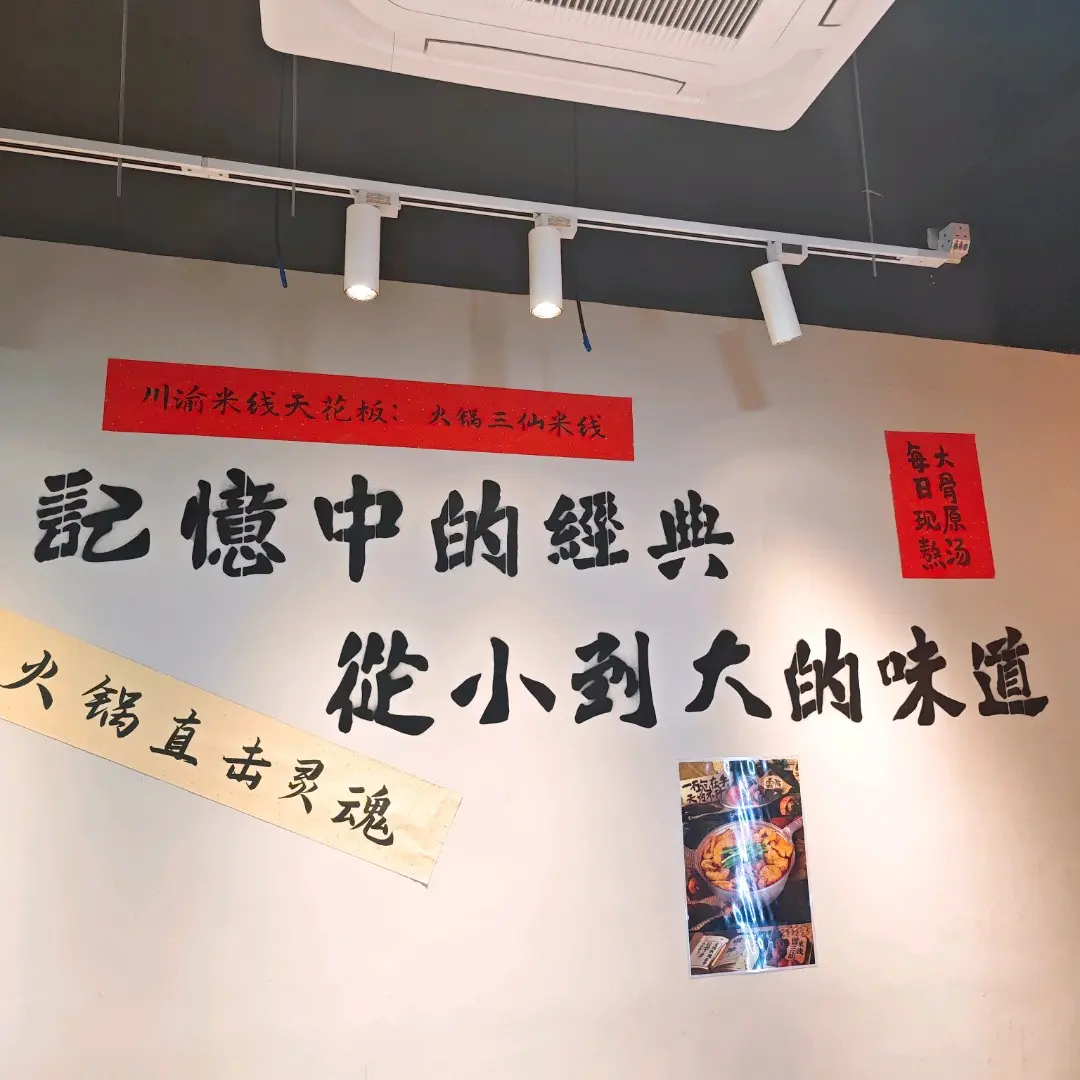 川渝米线天花板：火锅三仙米线
記憶中的經典
大骨原汤
每日现熬
從小到大的味道
火锅直击灵魂